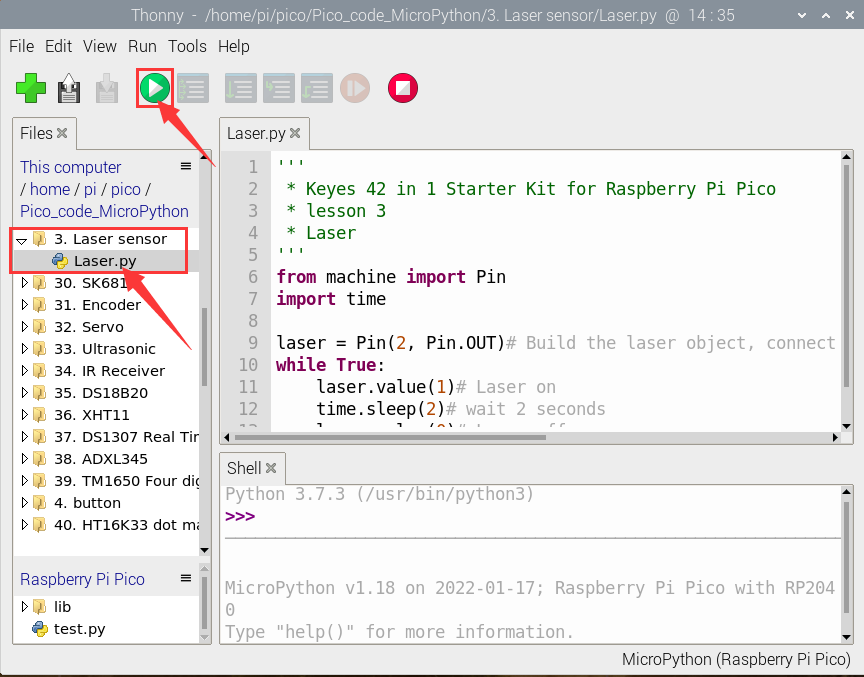 Thonny - /home/pi/pico/Pico_code_MicroPython/3. Laser sensor/Laser.py @ 14:35
File Edit View Run Tools Help
Files
This computer
/ home / pi / pico /
Pico_code_MicroPython
3. Laser sensor
Laser.py
30. SK681
31. Encoder
32. Servo
33. Ultrasonic
34. IR Receiver
35. DS18B20
36. XHT11
37. DS1307 Real Tir
38. ADXL345
39. TM1650 Four dig
4. button
40. HT16K33 dot ma
Raspberry Pi Pico
lib
test.py
Laser.py
1 '''
2 * Keyes 42 in 1 Starter Kit for Raspberry Pi Pico
3 * lesson 3
4 * Laser
5 '''
6 from machine import Pin
7 import time
8
9 laser = Pin(2, Pin.OUT)# Build the laser object, connect
10 while True:
11 laser.value(1)# Laser on
12 time.sleep(2)# wait 2 seconds
Shell
Python 3.7.3 (/usr/bin/python3)
>>>
MicroPython v1.18 on 2022-01-17; Raspberry Pi Pico with RP204
0
Type "help()" for more information.
MicroPython (Raspberry Pi Pico)